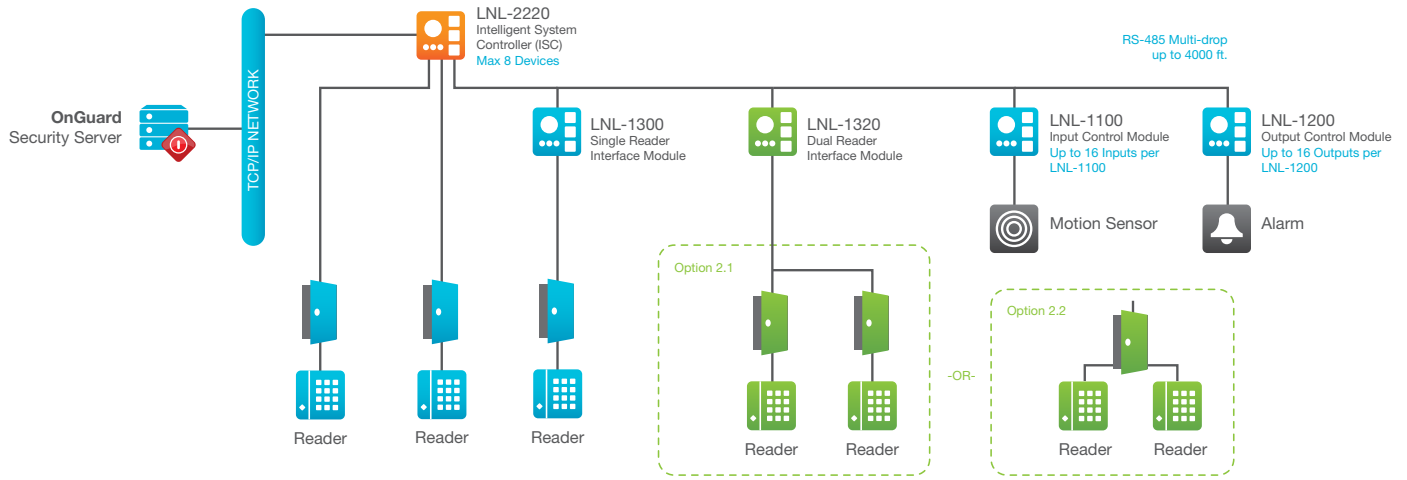 LNL-2220
Intelligent System
Controller (ISC)
Max 8 Devices
RS-485 Multi-drop
up to 4000 ft.
OnGuard
Security Server
TCP/IP NETWORK
LNL-1300
Single Reader
Interface Module
LNL-1320
Dual Reader
Interface Module
LNL-1100
Input Control Module
Up to 16 Inputs per
LNL-1100
LNL-1200
Output Control Module
Up to 16 Outputs per
LNL-1200
Motion Sensor
Alarm
Option 2.1
Option 2.2
-OR-
Reader
Reader
Reader
Reader
Reader
Reader
Reader